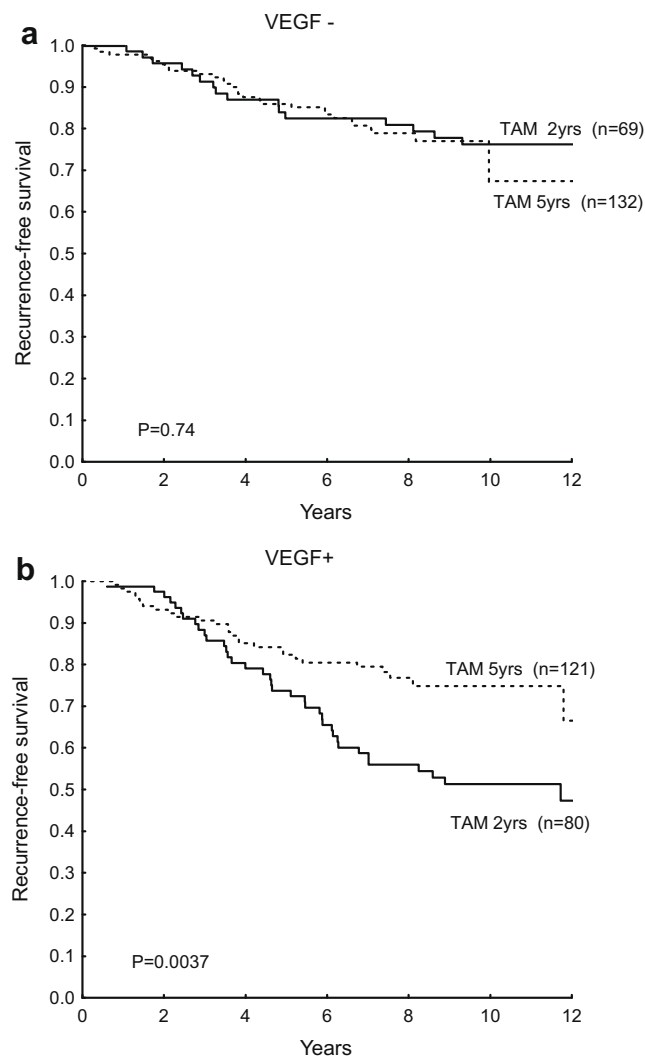 a
VEGF -
1.0
0.9
0.8
0.7
0.6
0.5
0.4
0.3
0.2
0.1
0.0
Recurrence-free survival
TAM 2yrs (n=69)
TAM 5yrs (n=132)
P=0.74
0 2 4 6 8 10 12
Years
b
VEGF+
1.0
0.9
0.8
0.7
0.6
0.5
0.4
0.3
0.2
0.1
0.0
Recurrence-free survival
TAM 5yrs (n=121)
TAM 2yrs (n=80)
P=0.0037
0 2 4 6 8 10 12
Years